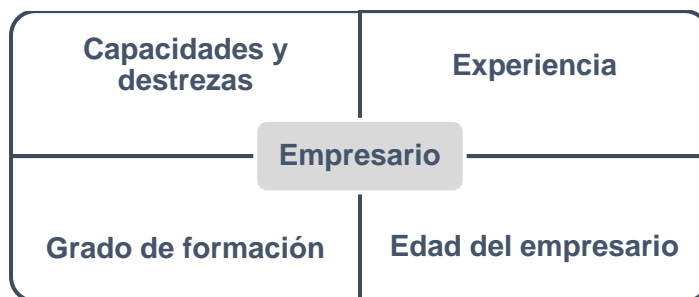 Capacidades y
destrezas
Experiencia
Empresario
Grado de formación
Edad del empresario